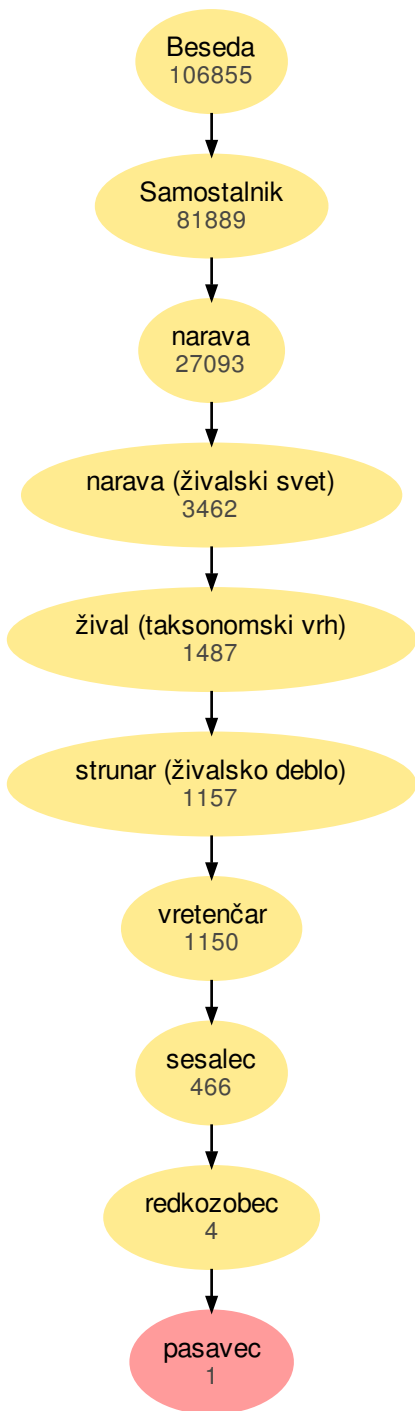 Beseda
106855
Samostalnik
81889
narava
27093
narava (živalski svet)
3462
žival (taksonomski vrh)
1487
strunar (živalsko deblo)
1157
vretenčar
1150
sesalec
466
redkozobec
4
pasavec
1